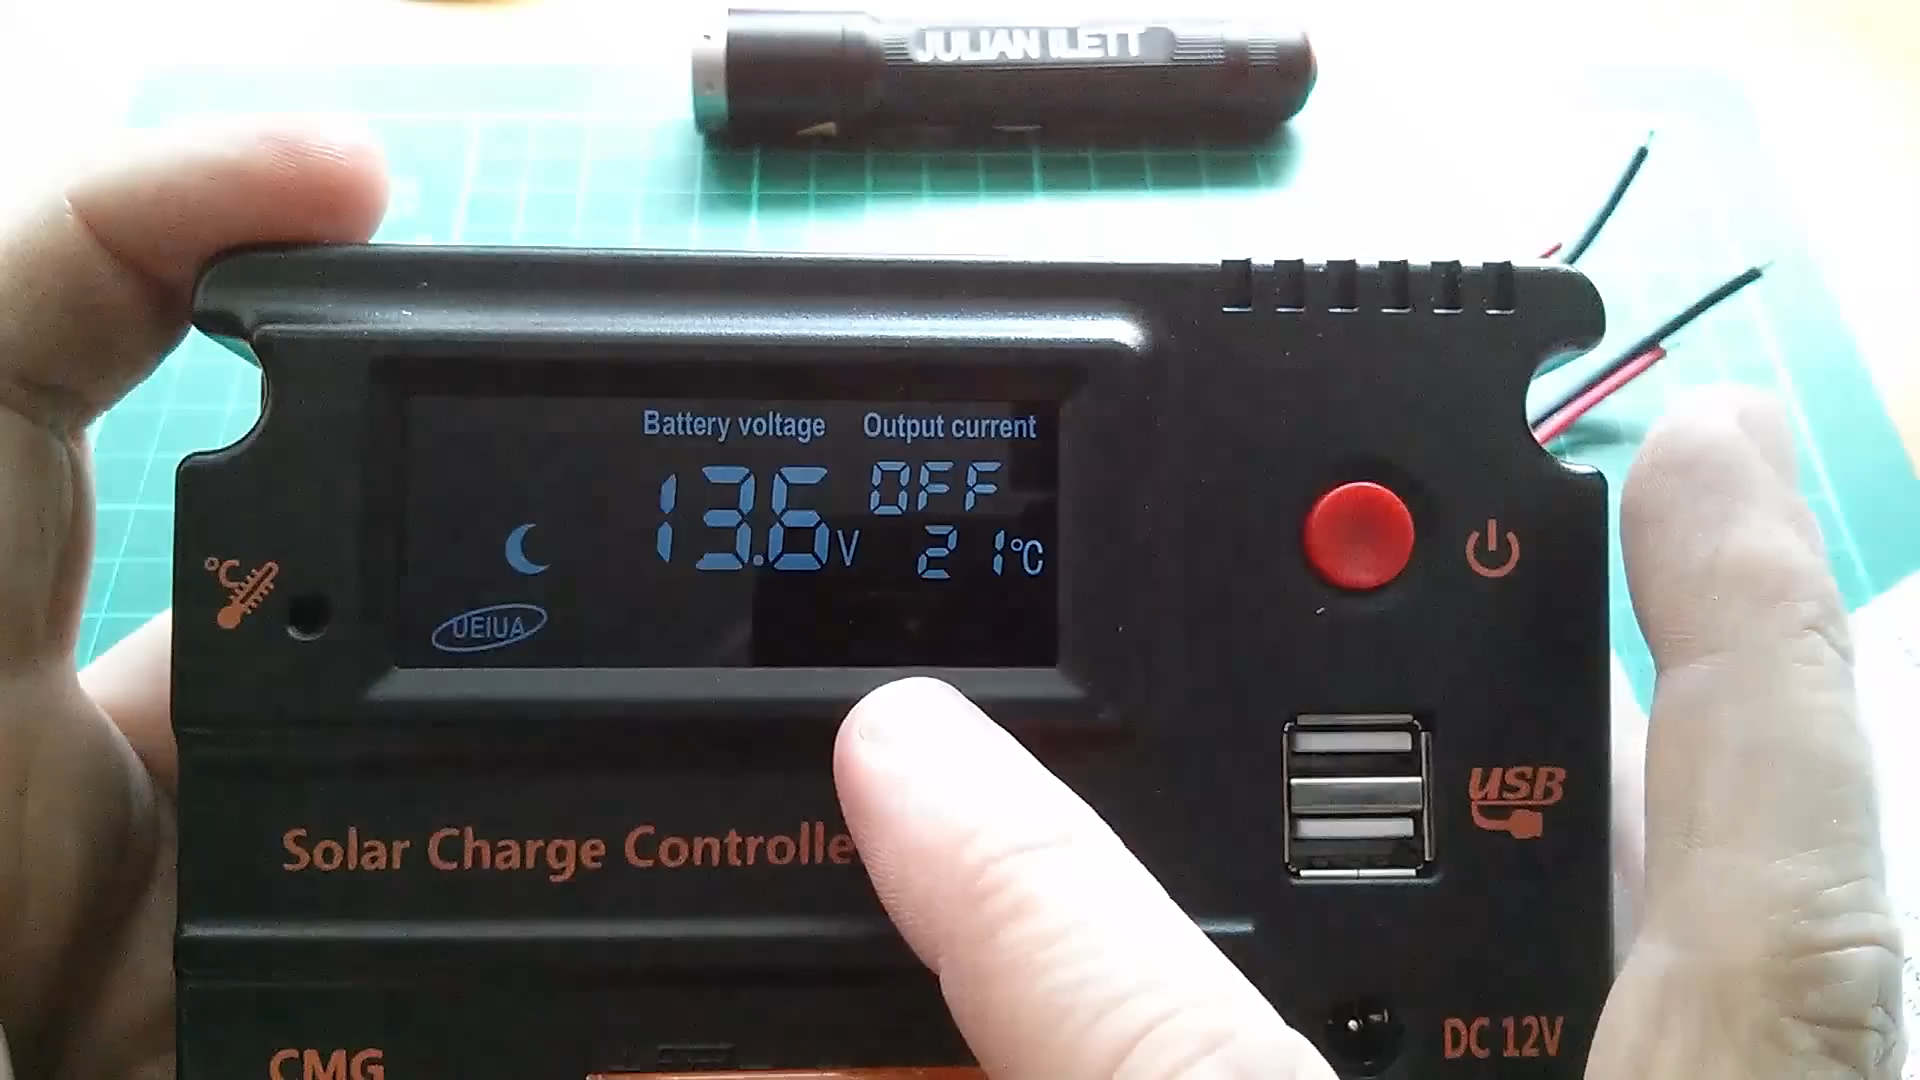 JULIAN ILETT
Battery voltage Output current
13.6V OFF
21°C
°C
UEIUA
USB
Solar Charge Controlle
DC 12V
CMG